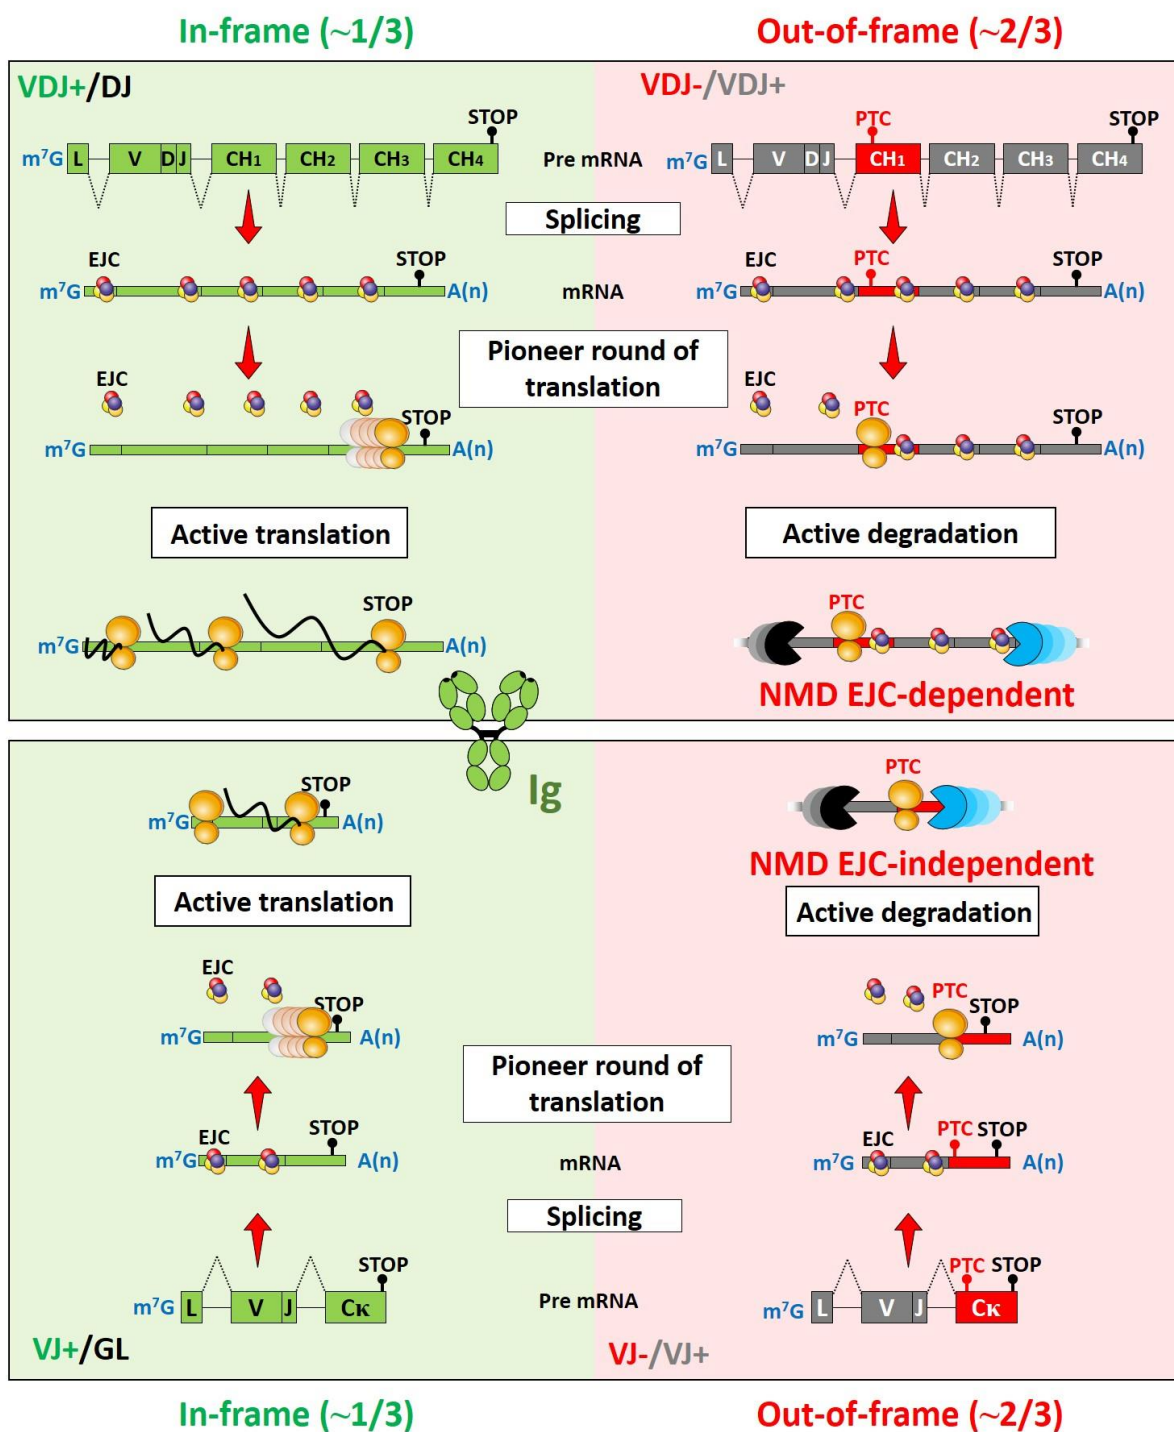 In-frame (~1/3) Out-of-frame (~2/3)
VDJ+/DJ VDJ-/VDJ+
STOP PTC STOP
m⁷G L V D J CH1 CH2 CH3 CH4 Pre mRNA m⁷G L V D J CH1 CH2 CH3 CH4
Splicing
EJC STOP EJC PTC STOP
m⁷G A(n) mRNA m⁷G A(n)
Pioneer round of
translation
EJC STOP EJC PTC STOP
m⁷G A(n) m⁷G A(n)
Active translation Active degradation
STOP PTC
m⁷G A(n)
NMD EJC-dependent
Ig
STOP PTC
m⁷G A(n)
NMD EJC-independent
Active translation Active degradation
EJC STOP PTC STOP
m⁷G A(n) m⁷G A(n)
Pioneer round of
translation
EJC STOP EJC PTC STOP
m⁷G A(n) mRNA m⁷G A(n)
Splicing
STOP PTC STOP
m⁷G L V J Cκ Pre mRNA m⁷G L V J Cκ
VJ+/GL VJ-/VJ+
In-frame (~1/3) Out-of-frame (~2/3)